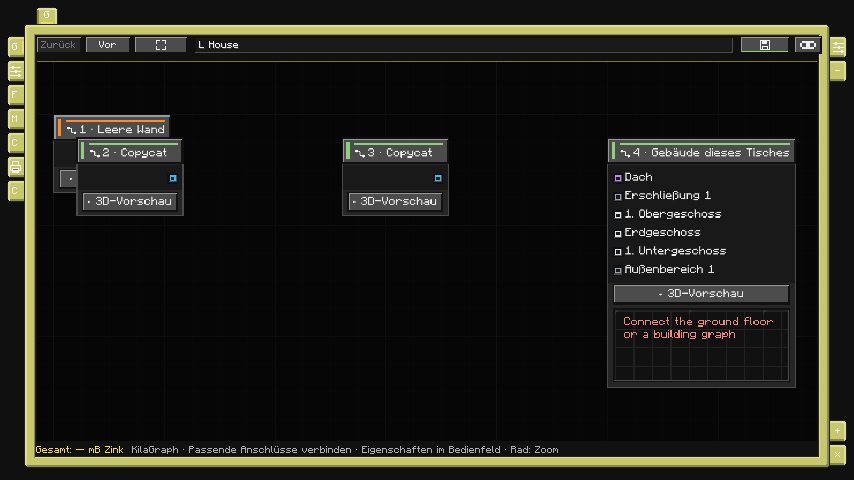 G
Zurück Vor L House
G
F
M
C
C
1 · Leere Wand
2 · Copycat
3D-Vorschau
3 · Copycat
3D-Vorschau
4 · Gebäude dieses Tisches
Dach
Erschließung 1
1. Obergeschoss
Erdgeschoss
1. Untergeschoss
Außenbereich 1
3D-Vorschau
Connect the ground floor
or a building graph
Gesamt: — mB Zink KilaGraph · Passende Anschlüsse verbinden · Eigenschaften im Bedienfeld · Rad: Zoom